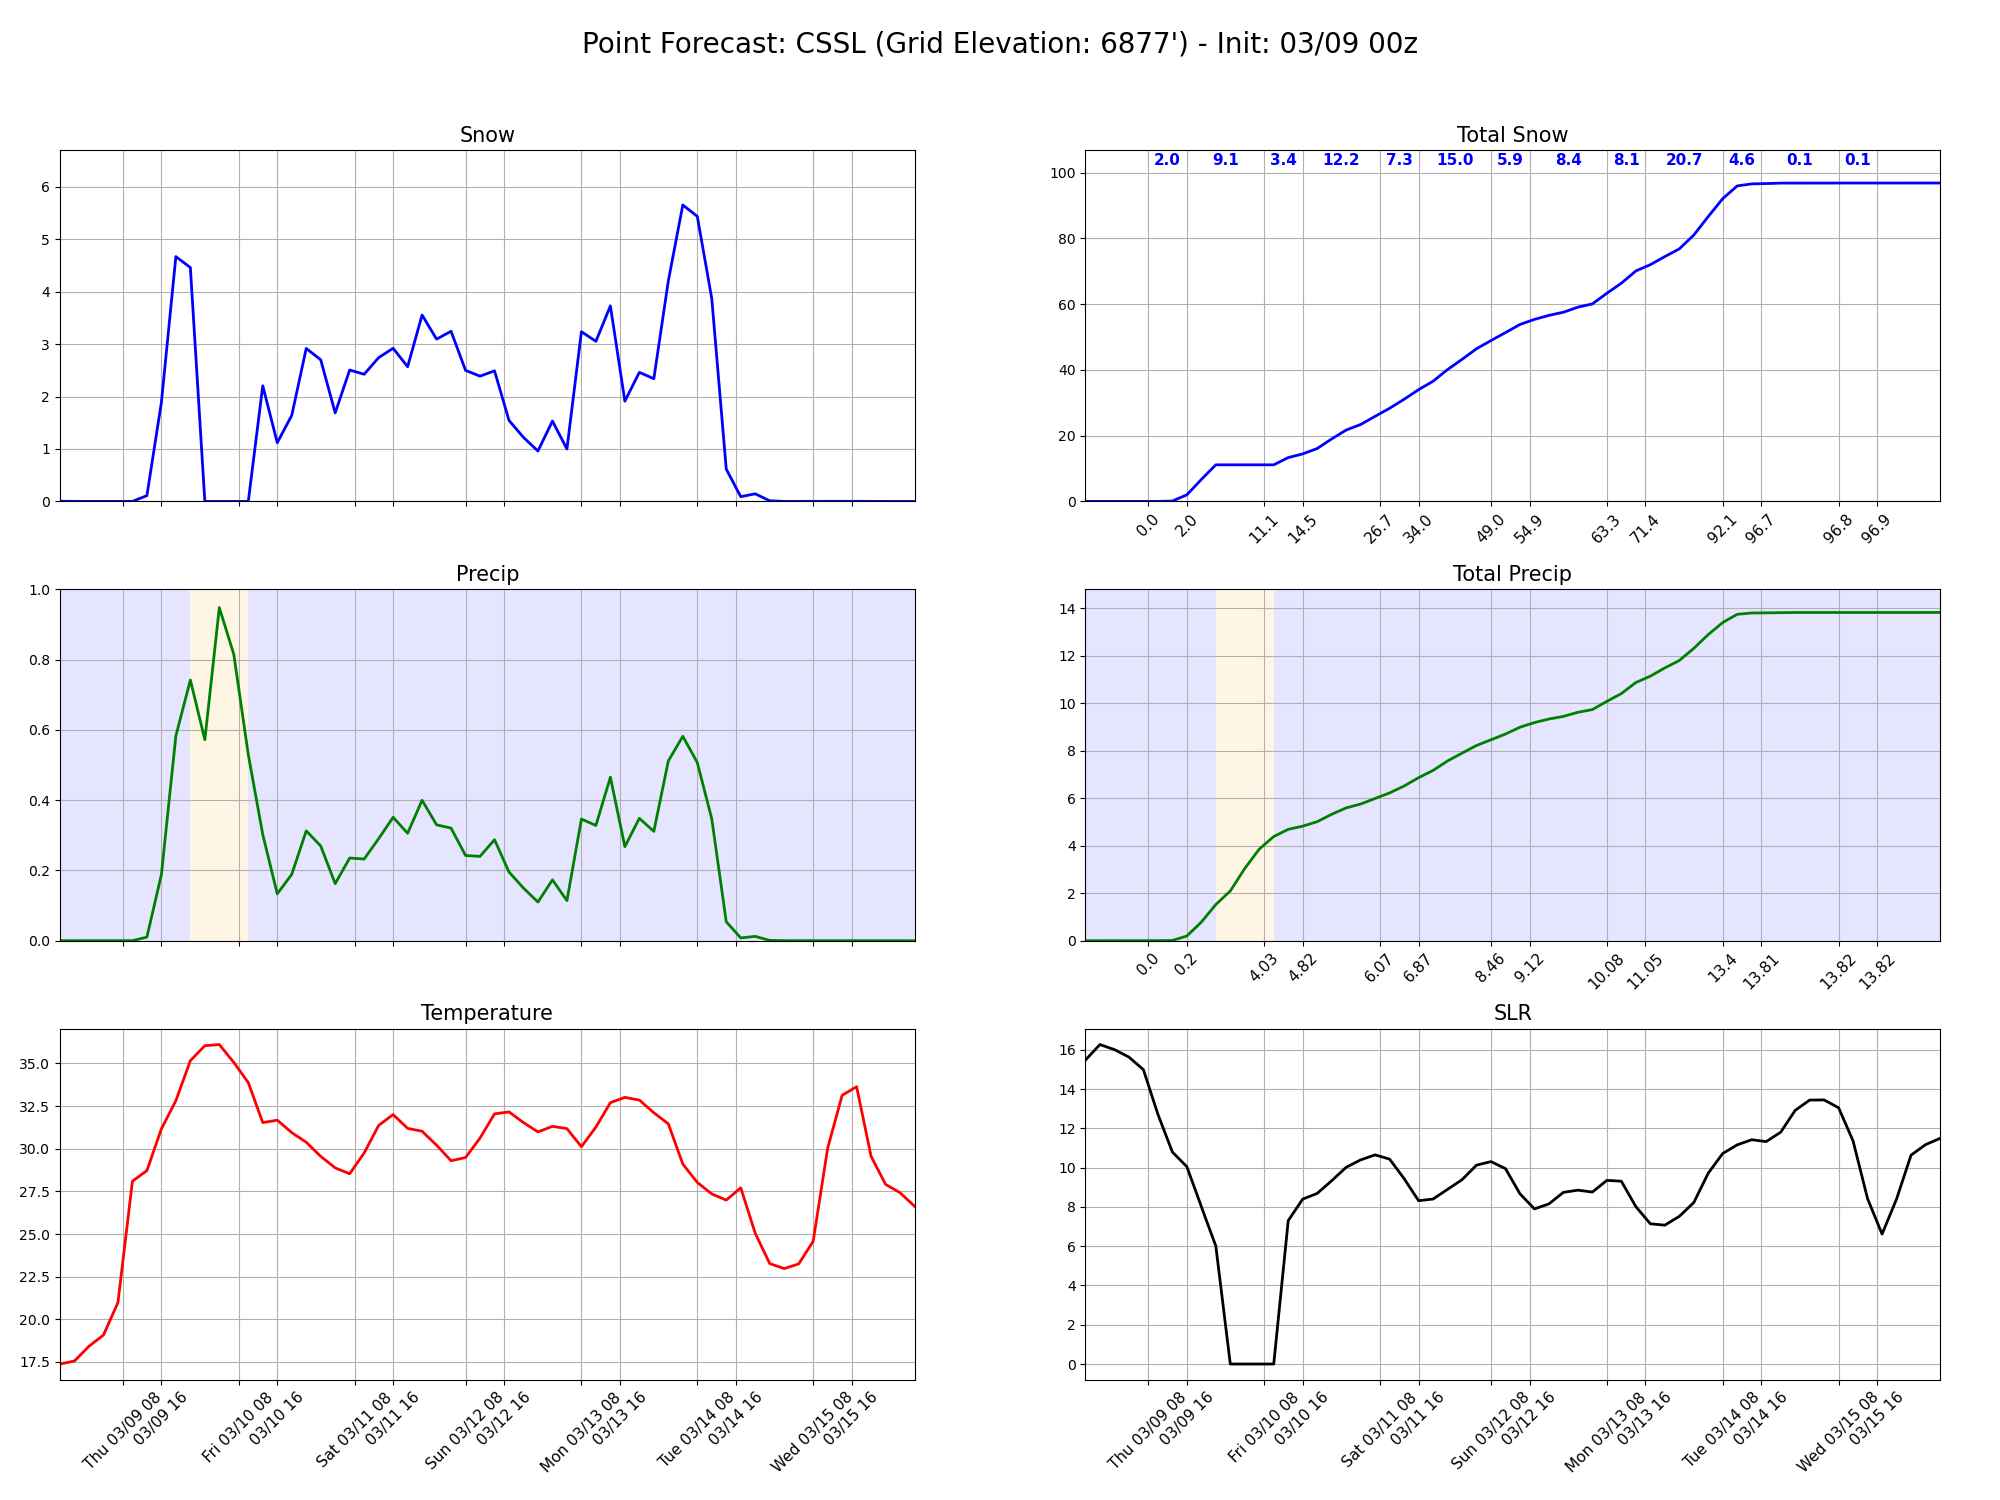 Point Forecast: CSSL (Grid Elevation: 6877') - Init: 03/09 00z
Snow
6
5
4
3
2
1
0
Total Snow
2.0 9.1 3.4 12.2 7.3 15.0 5.9 8.4 8.1 20.7 4.6 0.1 0.1
100
80
60
40
20
0
0.0 2.0 11.1 14.5 26.7 34.0 49.0 54.9 63.3 71.4 92.1 96.7 96.8 96.9
Precip
1.0
0.8
0.6
0.4
0.2
0.0
Total Precip
14
12
10
8
6
4
2
0
0.0 0.2 4.03 4.82 6.07 6.87 8.46 9.12 10.08 11.05 13.4 13.81 13.82 13.82
Temperature
35.0
32.5
30.0
27.5
25.0
22.5
20.0
17.5
Thu 03/09 08
03/09 16
Fri 03/10 08
03/10 16
Sat 03/11 08
03/11 16
Sun 03/12 08
03/12 16
Mon 03/13 08
03/13 16
Tue 03/14 08
03/14 16
Wed 03/15 08
03/15 16
SLR
16
14
12
10
8
6
4
2
0
Thu 03/09 08
03/09 16
Fri 03/10 08
03/10 16
Sat 03/11 08
03/11 16
Sun 03/12 08
03/12 16
Mon 03/13 08
03/13 16
Tue 03/14 08
03/14 16
Wed 03/15 08
03/15 16